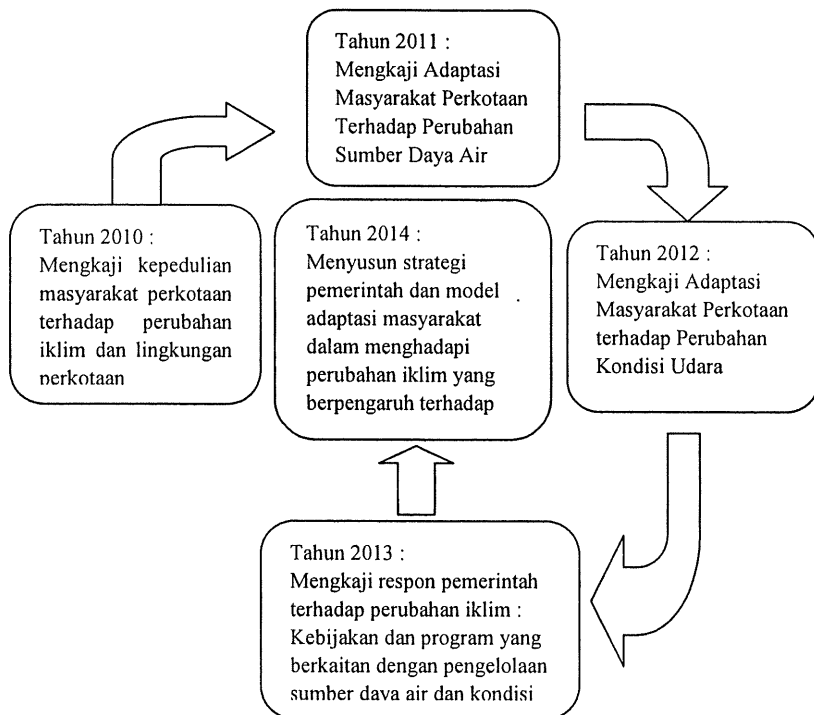 Tahun 2011 :
Mengkaji Adaptasi
Masyarakat Perkotaan
Terhadap Perubahan
Sumber Daya Air
Tahun 2010 :
Mengkaji kepedulian
masyarakat perkotaan
terhadap perubahan
iklim dan lingkungan
perkotaan
Tahun 2014 :
Menyusun strategi
pemerintah dan model
adaptasi masyarakat
dalam menghadapi
perubahan iklim yang
berpengaruh terhadap
Tahun 2012 :
Mengkaji Adaptasi
Masyarakat Perkotaan
terhadap Perubahan
Kondisi Udara
Tahun 2013 :
Mengkaji respon pemerintah
terhadap perubahan iklim :
Kebijakan dan program yang
berkaitan dengan pengelolaan
sumber daya air dan kondisi